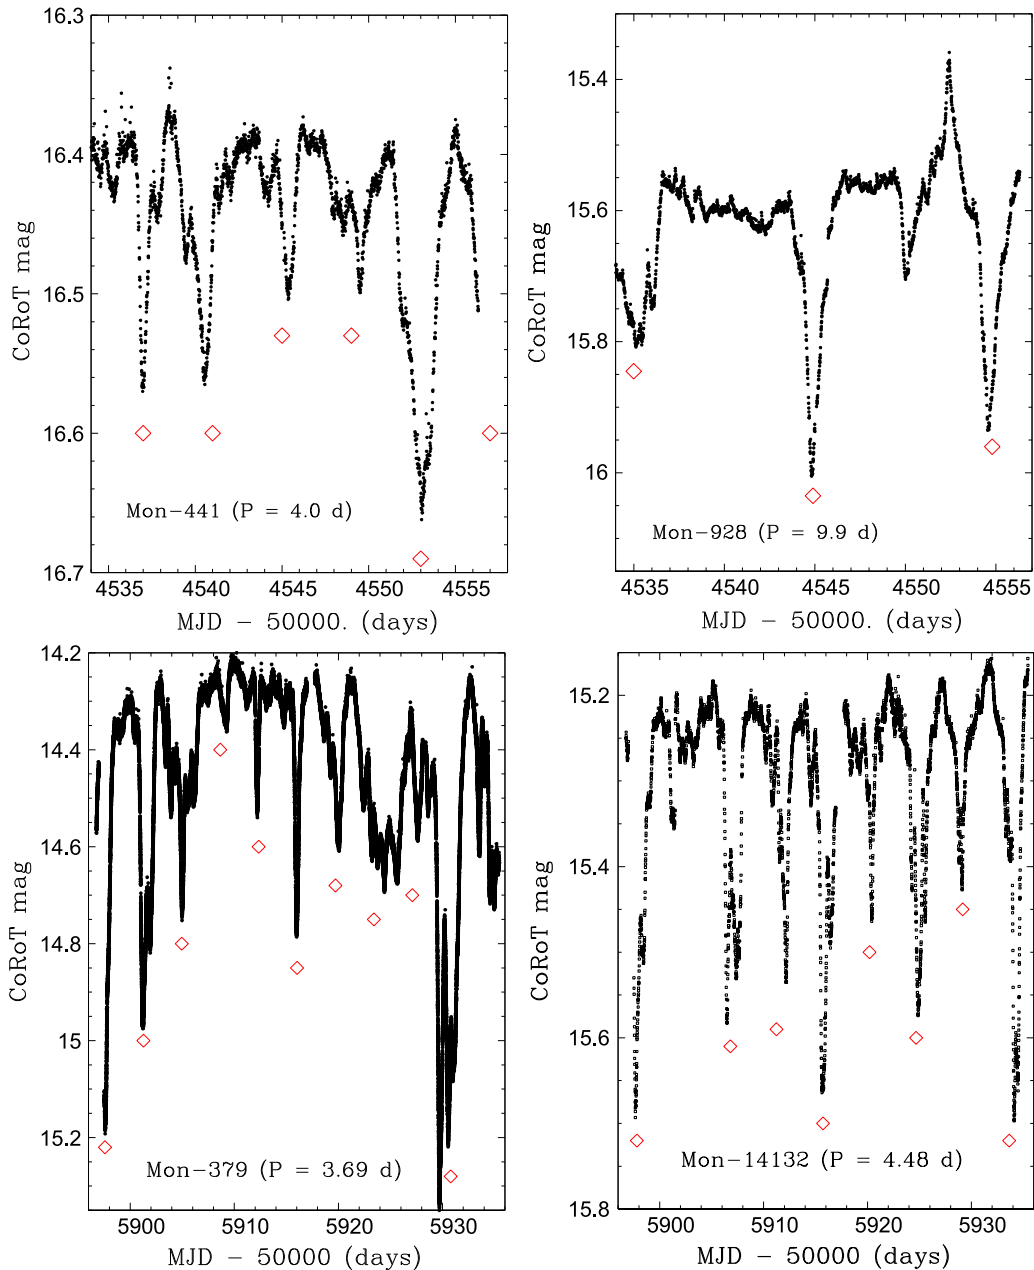 16.3
16.4
16.5
16.6
16.7
CoRoT mag
Mon-441 (P = 4.0 d)
4535 4540 4545 4550 4555
MJD - 50000. (days)
15.4
15.6
15.8
16
CoRoT mag
Mon-928 (P = 9.9 d)
4535 4540 4545 4550 4555
MJD - 50000. (days)
14.2
14.4
14.6
14.8
15
15.2
CoRoT mag
Mon-379 (P = 3.69 d)
5900 5910 5920 5930
MJD - 50000 (days)
15.2
15.4
15.6
15.8
CoRoT mag
Mon-14132 (P = 4.48 d)
5900 5910 5920 5930
MJD - 50000 (days)